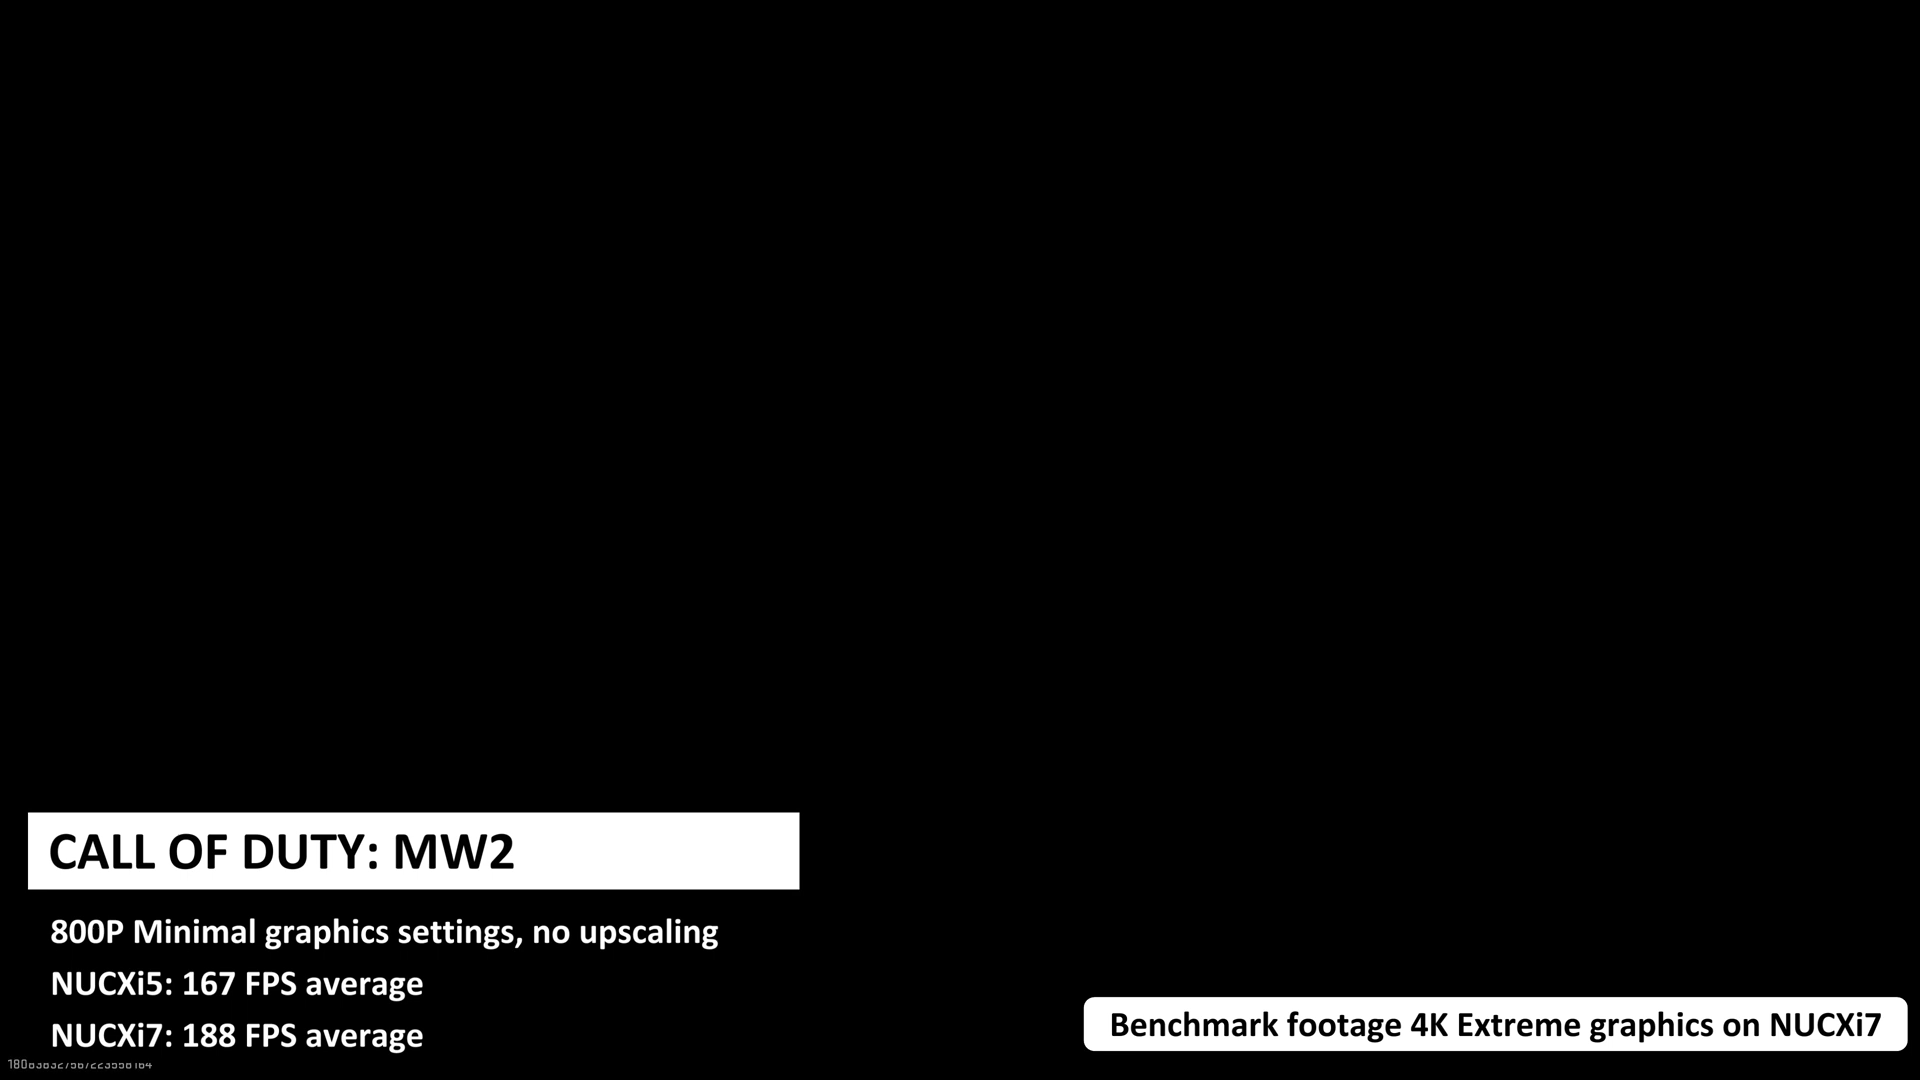 CALL OF DUTY: MW2
800P Minimal graphics settings, no upscaling
NUCXi5: 167 FPS average
NUCXi7: 188 FPS average
Benchmark footage 4K Extreme graphics on NUCXi7